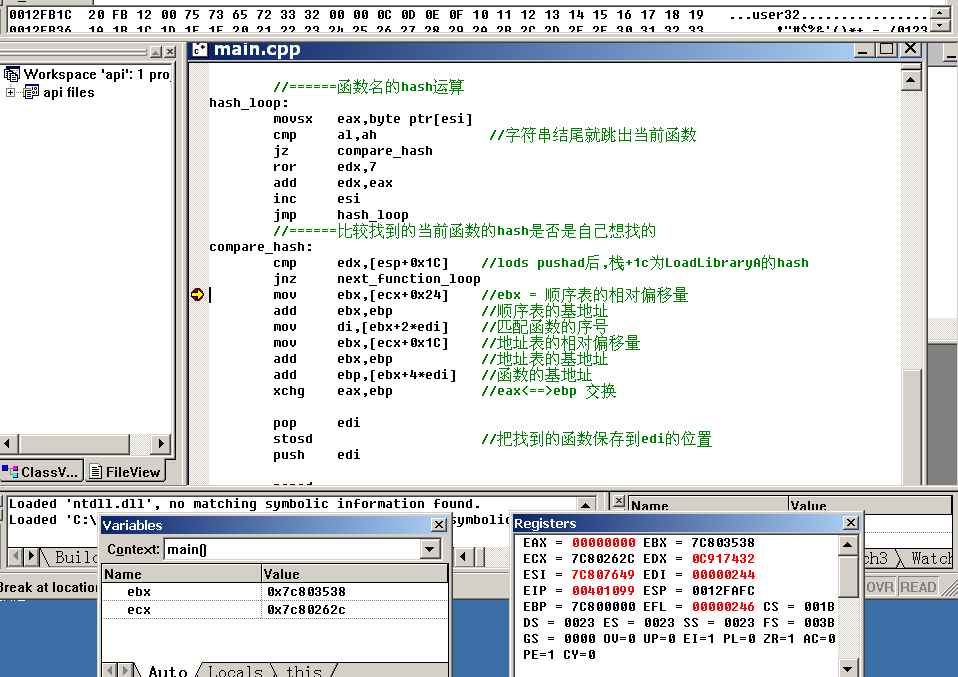 0012FB1C 20 FB 12 00 75 73 65 72 33 32 00 00 0C 0D 0E 0F 10 11 12 13 14 15 16 17 18 19 ...user32................
main.cpp
Workspace 'api': 1 proj
api files
//======函数名的hash运算
hash_loop:
movsx eax,byte ptr[esi]
cmp al,ah //字符串结尾就跳出当前函数
jz compare_hash
ror edx,7
add edx,eax
inc esi
jmp hash_loop
//======比较找到的当前函数的hash是否是自己想找的
compare_hash:
cmp edx,[esp+0x1C] //lods pushad后,栈+1c为LoadLibraryA的hash
jnz next_function_loop
mov ebx,[ecx+0x24] //ebx = 顺序表的相对偏移量
add ebx,ebp //顺序表的基地址
mov di,[ebx+2*edi] //匹配函数的序号
mov ebx,[ecx+0x1C] //地址表的相对偏移量
add ebx,ebp //地址表的基地址
add ebp,[ebx+4*edi] //函数的基地址
xchg eax,ebp //eax<==>ebp 交换
pop edi
stosd //把找到的函数保存到edi的位置
push edi
ClassV...
FileView
Loaded 'ntdll.dll', no matching symbolic information found.
Loaded 'C:\
symbolic
Build
Break at location
Variables
Context: main()
Name Value
ebx 0x7c803538
ecx 0x7c80262c
Auto Locals this
Name Value
ch3 Watch
OVR READ
Registers
EAX = 00000000 EBX = 7C803538
ECX = 7C80262C EDX = 0C917432
ESI = 7C807649 EDI = 00000244
EIP = 00401099 ESP = 0012FAFC
EBP = 7C800000 EFL = 00000246 CS = 001B
DS = 0023 ES = 0023 SS = 0023 FS = 003B
GS = 0000 OV=0 UP=0 EI=1 PL=0 ZR=1 AC=0
PE=1 CY=0